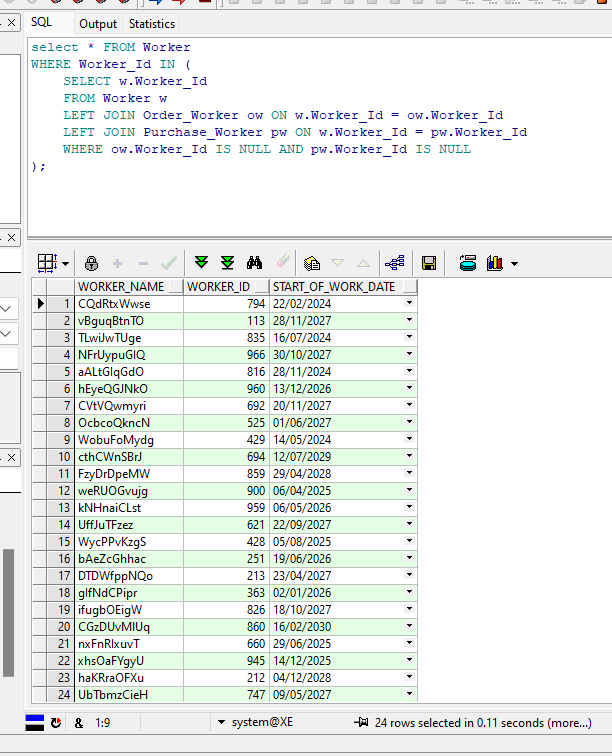 SQL Output Statistics
select * FROM Worker
WHERE Worker_Id IN (
    SELECT w.Worker_Id
    FROM Worker w
    LEFT JOIN Order_Worker ow ON w.Worker_Id = ow.Worker_Id
    LEFT JOIN Purchase_Worker pw ON w.Worker_Id = pw.Worker_Id
    WHERE ow.Worker_Id IS NULL AND pw.Worker_Id IS NULL
);
WORKER_NAME WORKER_ID START_OF_WORK_DATE
1 CQdRtxWwse 794 22/02/2024
2 vBguqBtnTO 113 28/11/2027
3 TLwiJwTUge 835 16/07/2024
4 NFrUypuGlQ 966 30/10/2027
5 aALtGlqGdO 816 28/11/2024
6 hEyeQGJNkO 960 13/12/2026
7 CVtVQwmyri 692 20/11/2027
8 OcbcoQkncN 525 01/06/2027
9 WobuFoMydg 429 14/05/2024
10 cthCWnSBrJ 694 12/07/2029
11 FzyDrDpeMW 859 29/04/2028
12 weRUOGvujg 900 06/04/2025
13 kNHnaiCLst 959 06/05/2026
14 UffJuTFzez 621 22/09/2027
15 WycPPvKzgS 428 05/08/2025
16 bAeZcGhhac 251 19/06/2026
17 DTDWfppNQo 213 23/04/2027
18 glfNdCPipr 363 02/01/2026
19 ifugbOEigW 826 18/10/2027
20 CGzDUvMlUq 860 16/02/2030
21 nxFnRlxuvT 660 29/06/2025
22 xhsOaFYgyU 945 14/12/2025
23 haKRraOFXu 212 04/12/2028
24 UbTbmzCieH 747 09/05/2027
& 1:9 system@XE 24 rows selected in 0.11 seconds (more...)